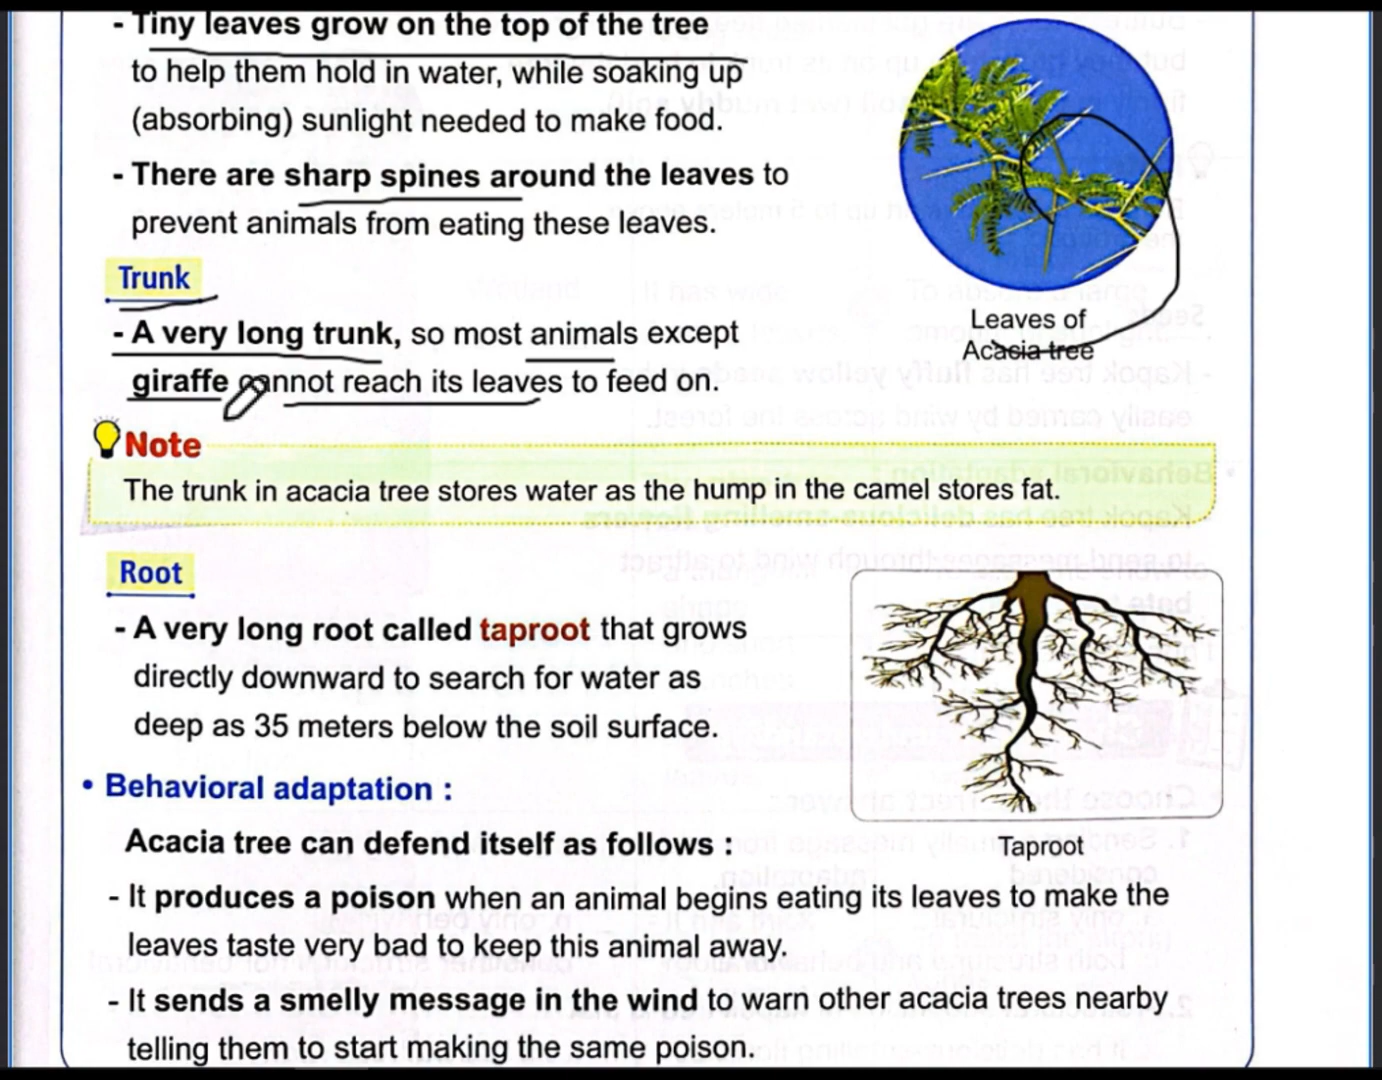 - Tiny leaves grow on the top of the tree
to help them hold in water, while soaking up
(absorbing) sunlight needed to make food.
- There are sharp spines around the leaves to
prevent animals from eating these leaves.
Leaves of
Acacia tree
Trunk
- A very long trunk, so most animals except
giraffe cannot reach its leaves to feed on.
Note
The trunk in acacia tree stores water as the hump in the camel stores fat.
Root
- A very long root called taproot that grows
directly downward to search for water as
deep as 35 meters below the soil surface.
Taproot
• Behavioral adaptation :
Acacia tree can defend itself as follows :
- It produces a poison when an animal begins eating its leaves to make the
leaves taste very bad to keep this animal away.
- It sends a smelly message in the wind to warn other acacia trees nearby
telling them to start making the same poison.